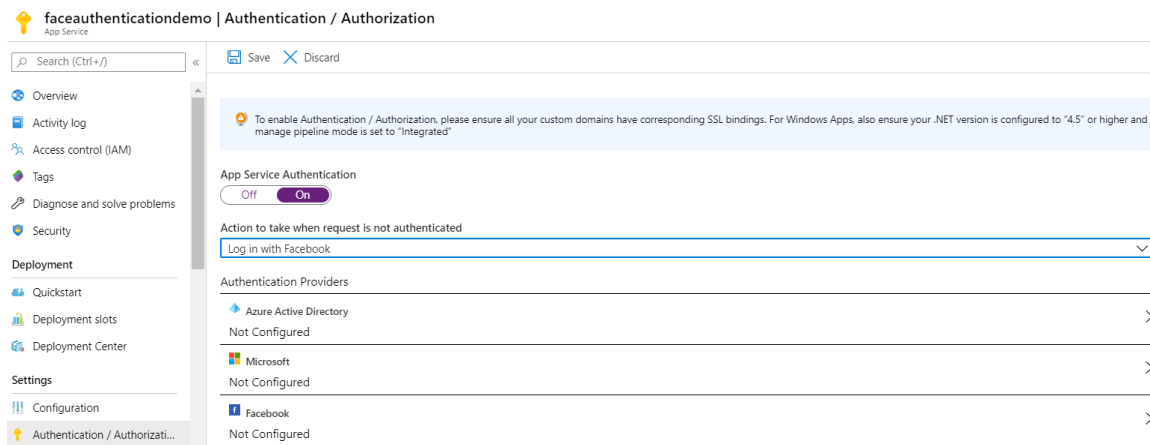 faceauthenticationdemo | Authentication / Authorization
App Service
Search (Ctrl+/)
«
Save
Discard
Overview
Activity log
Access control (IAM)
Tags
Diagnose and solve problems
Security
Deployment
Quickstart
Deployment slots
Deployment Center
Settings
Configuration
Authentication / Authorizati...
To enable Authentication / Authorization, please ensure all your custom domains have corresponding SSL bindings. For Windows Apps, also ensure your .NET version is configured to "4.5" or higher and
manage pipeline mode is set to "Integrated"
App Service Authentication
Off On
Action to take when request is not authenticated
Log in with Facebook
Authentication Providers
Azure Active Directory
Not Configured
Microsoft
Not Configured
Facebook
Not Configured